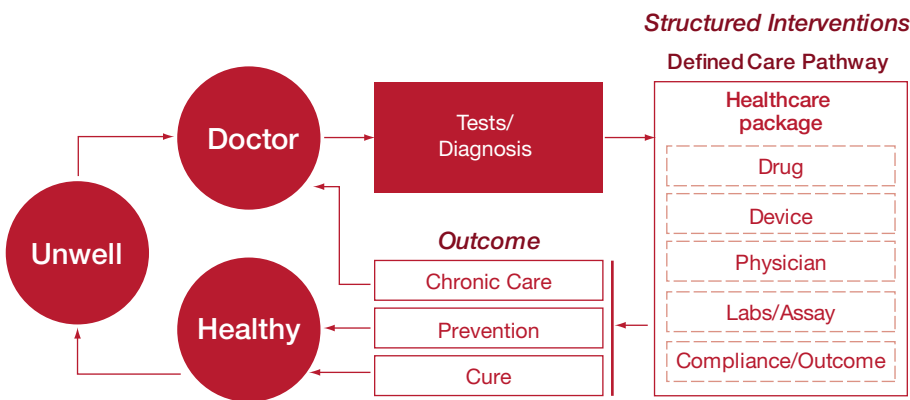 Structured Interventions
Defined Care Pathway
Unwell
Doctor
Tests/
Diagnosis
Healthcare
package
Drug
Device
Physician
Labs/Assay
Compliance/Outcome
Outcome
Chronic Care
Prevention
Cure
Healthy